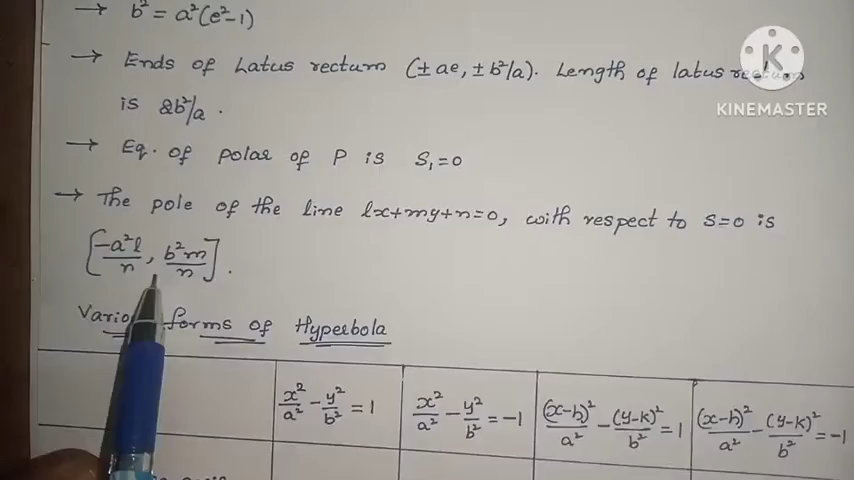 → b² = a²(e²-1)
→ Ends of Latus rectum (±ae, ±b²/a). Length of latus rectum
is 2b²/a.
→ Eq. of polar of P is S₁=0
→ The pole of the line lx+my+n=0, with respect to S=0 is
[-a²l/n, b²m/n].
forms of Hyperbola
x²/a² - y²/b² = 1
x²/a² - y²/b² = -1
(x-h)²/a² - (y-k)²/b² = 1
(x-h)²/a² - (y-k)²/b² = -1
K
KINEMASTER